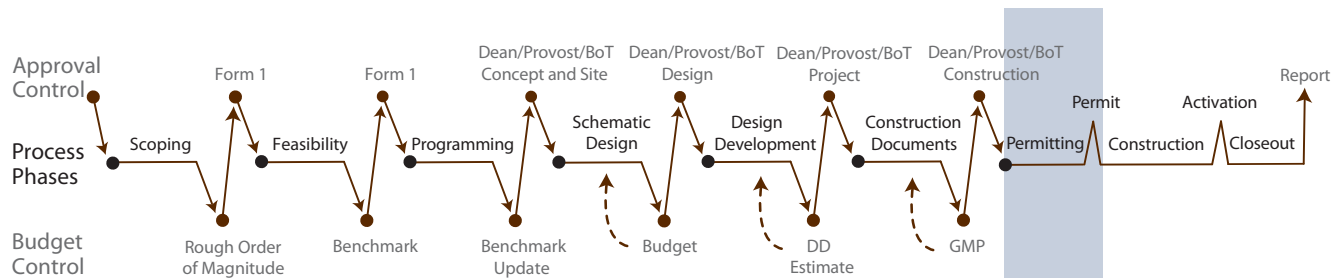 Approval
Control
Form 1
Form 1
Dean/Provost/BoT
Concept and Site
Dean/Provost/BoT
Design
Dean/Provost/BoT
Project
Dean/Provost/BoT
Construction
Report
Process
Phases
Scoping
Feasibility
Programming
Schematic
Design
Design
Development
Construction
Documents
Permitting
Permit
Construction
Activation
Closeout
Budget
Control
Rough Order
of Magnitude
Benchmark
Benchmark
Update
Budget
DD
Estimate
GMP